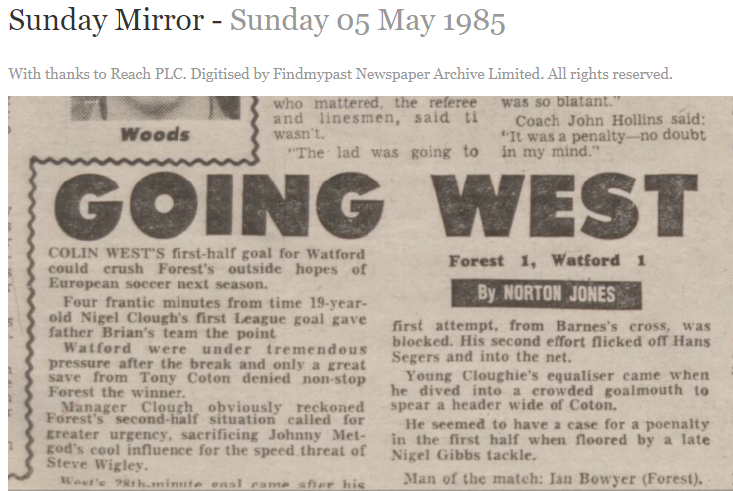 Sunday Mirror - Sunday 05 May 1985
With thanks to Reach PLC. Digitised by Findmypast Newspaper Archive Limited. All rights reserved.
Woods
who mattered, the referee
and linesmen, said it
wasn't.
"The lad was going to
was so blatant."
Coach John Hollins said:
"It was a penalty—no doubt
in my mind."
GOING WEST
COLIN WEST'S first-half goal for Watford
could crush Forest's outside hopes of
European soccer next season.
Four frantic minutes from time 19-year-
old Nigel Clough's first League goal gave
father Brian's team the point
Watford were under tremendous
pressure after the break and only a great
save from Tony Coton denied non-stop
Forest the winner.
Manager Clough obviously reckoned
Forest's second-half situation called for
greater urgency, sacrificing Johnny Met-
god's cool influence for the speed threat of
Steve Wigley.
West's 28th-minute goal came after his
Forest 1, Watford 1
By NORTON JONES
first attempt, from Barnes's cross, was
blocked. His second effort flicked off Hans
Segers and into the net.
Young Cloughie's equaliser came when
he dived into a crowded goalmouth to
spear a header wide of Coton.
He seemed to have a case for a poenalty
in the first half when floored by a late
Nigel Gibbs tackle.
Man of the match: Ian Bowyer (Forest).